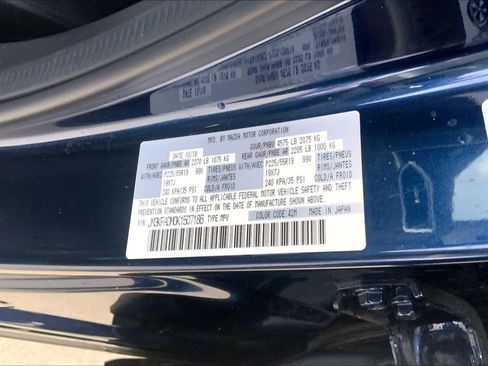 MFD. BY MAZDA MOTOR CORPORATION
DATE 10/18 GVWR/PNBV 4575 LB 2075 KG
FRONT GAWR/PNBE AV 2370 LB 1075 KG REAR GAWR/PNBE AR 2205 LB 1000 KG
WITH/AVEC P225/55R19 99V TIRES/PNEUS WITH/AVEC P225/55R19 99V TIRES/PNEUS
19X7J RIMS/JANTES 19X7J RIMS/JANTES
240 KPA/35 PSI COLD/A FROID 240 KPA/35 PSI COLD/A FROID
THIS VEHICLE CONFORMS TO ALL APPLICABLE FEDERAL MOTOR VEHICLE SAFETY
STANDARDS IN EFFECT ON THE DATE OF MANUFACTURE SHOWN ABOVE.
VIN: TYPE: MPV COLOR CODE: 42M MADE IN JAPAN